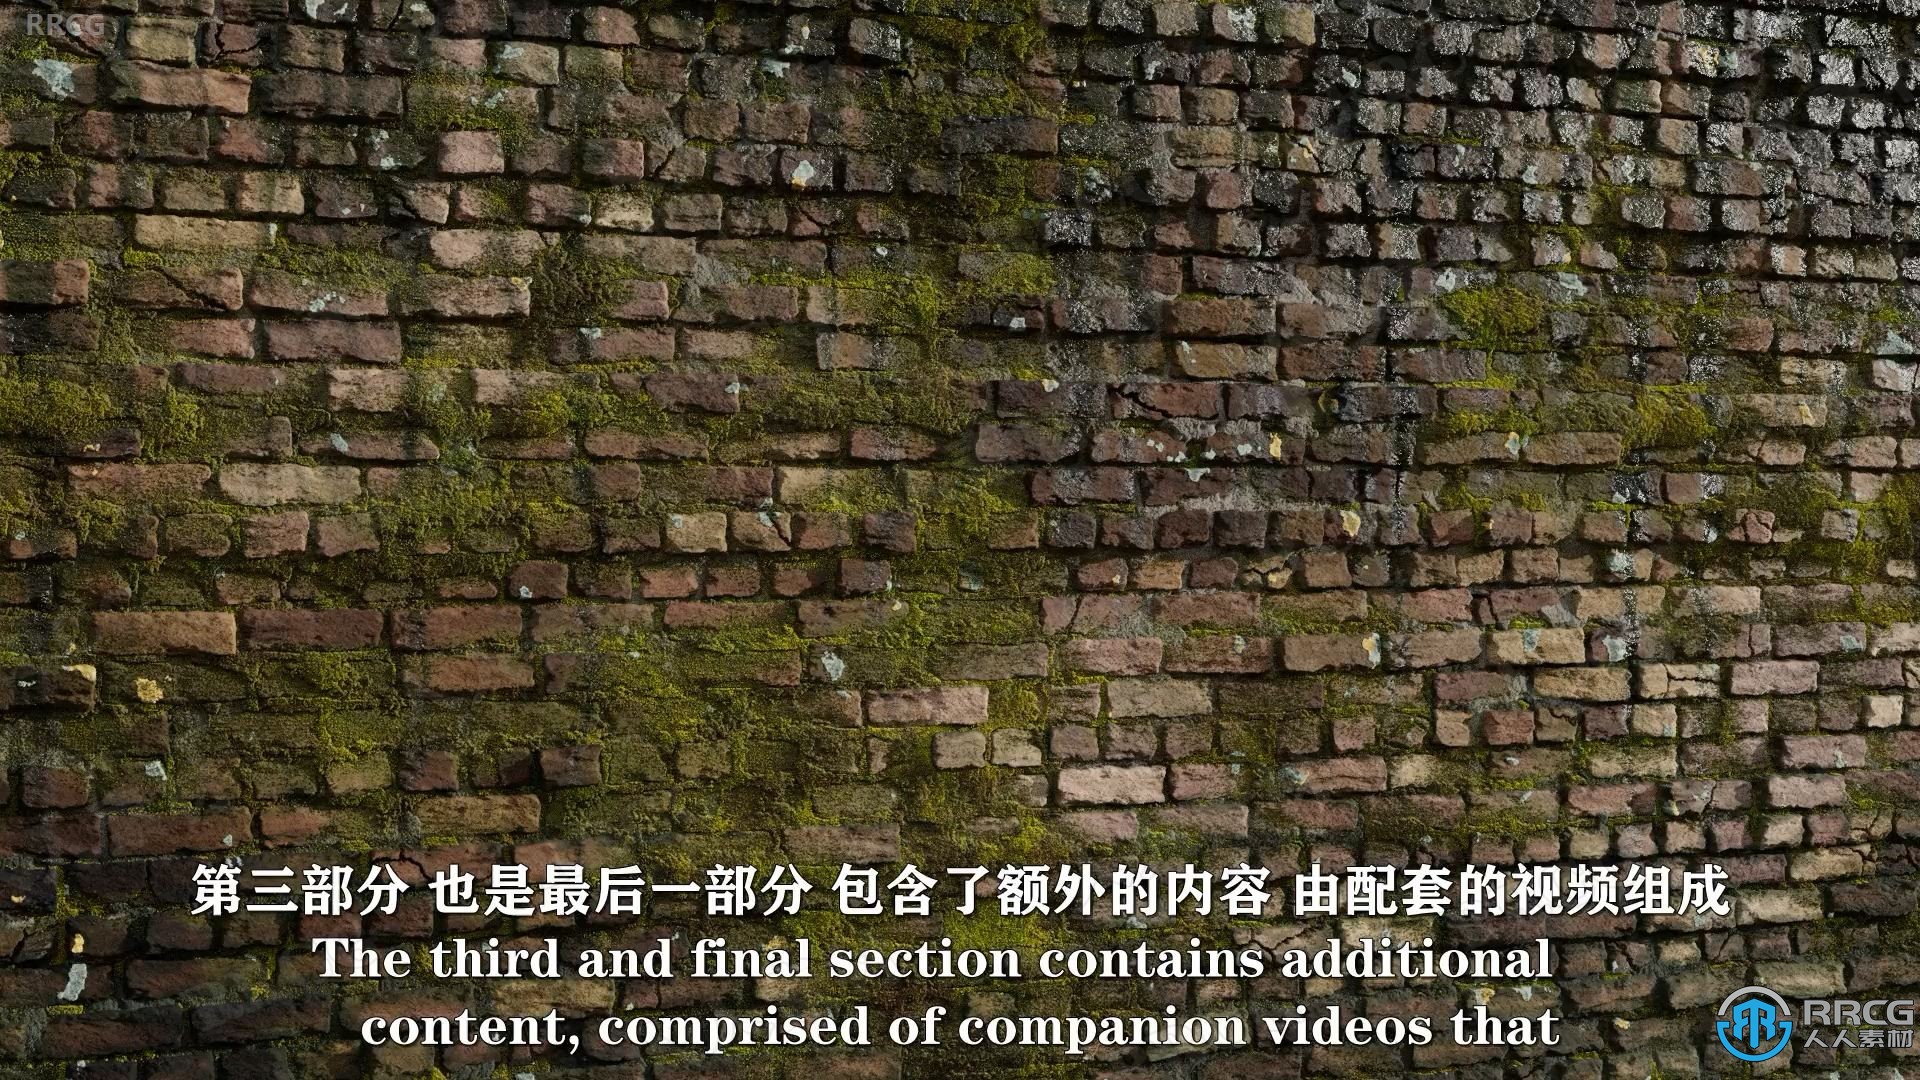 RRCG
第三部分 也是最后一部分 包含了额外的内容 由配套的视频组成
The third and final section contains additional
content, comprised of companion videos that
RRCG
人人素材